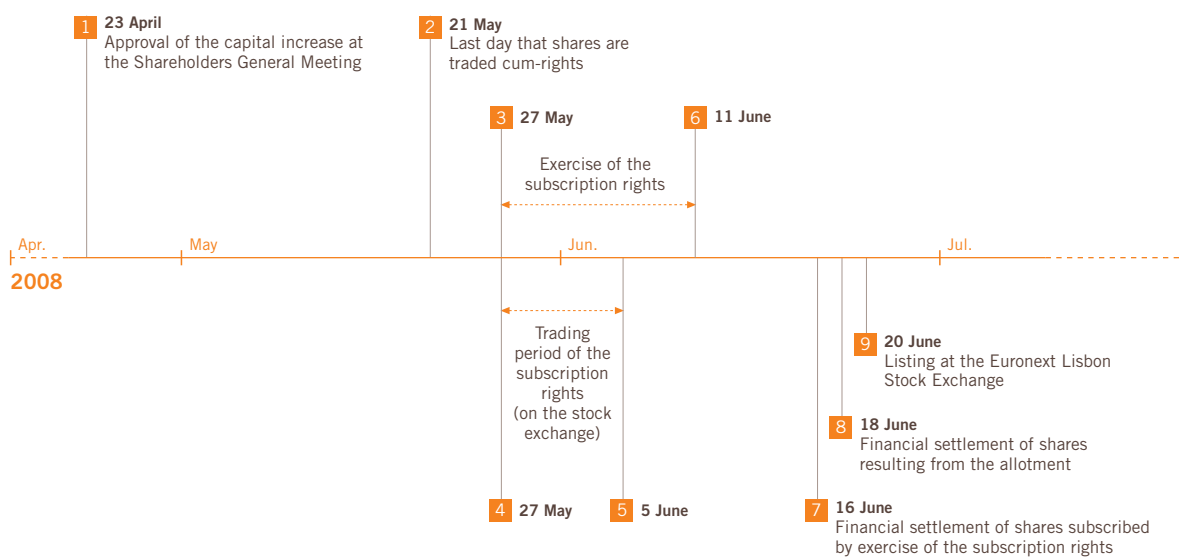 1
23 April
Approval of the capital increase at
the Shareholders General Meeting
2
21 May
Last day that shares are
traded cum-rights
3
27 May
6
11 June
Exercise of the
subscription rights
Apr.
May
Jun.
Jul.
2008
Trading
period of the
subscription
rights
(on the stock
exchange)
9
20 June
Listing at the Euronext Lisbon
Stock Exchange
8
18 June
Financial settlement of shares
resulting from the allotment
4
27 May
5
5 June
7
16 June
Financial settlement of shares subscribed
by exercise of the subscription rights